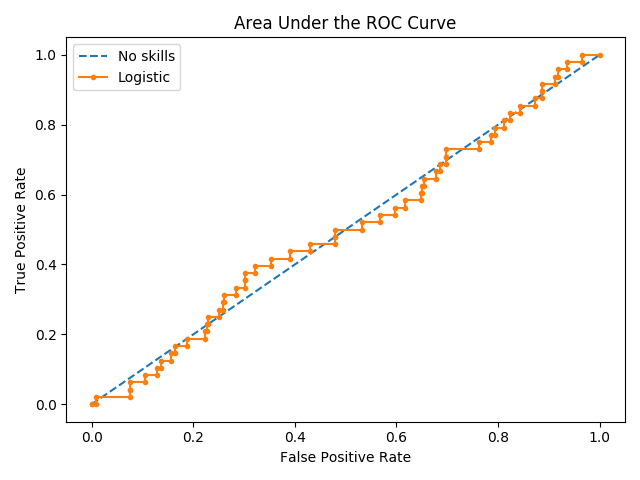 Area Under the ROC Curve
No skills
Logistic
True Positive Rate
1.0
0.8
0.6
0.4
0.2
0.0
0.0 0.2 0.4 0.6 0.8 1.0
False Positive Rate